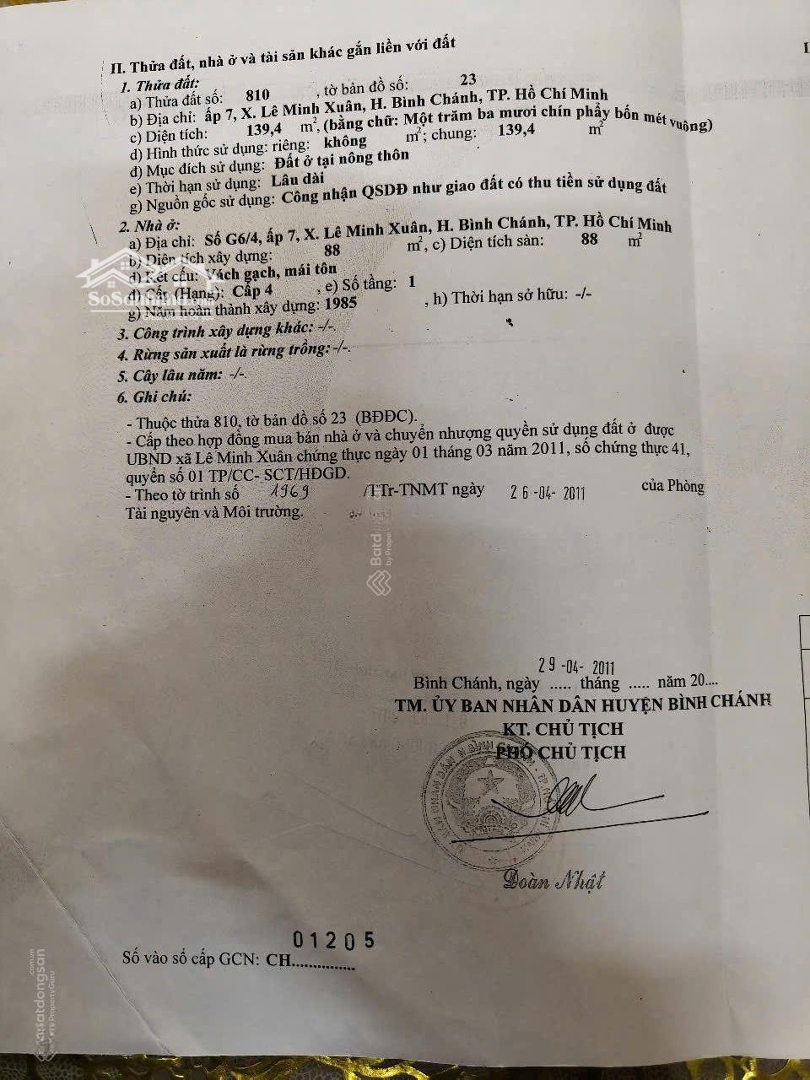 II. Thửa đất, nhà ở và tài sản khác gắn liền với đất
1. Thửa đất:
a) Thửa đất số: 810 , tờ bản đồ số: 23
b) Địa chỉ: ấp 7, X. Lê Minh Xuân, H. Bình Chánh, TP. Hồ Chí Minh
c) Diện tích: 139,4 m², (bằng chữ: Một trăm ba mươi chín phẩy bốn mét vuông)
d) Hình thức sử dụng: riêng: không m²; chung: 139,4 m²
đ) Mục đích sử dụng: Đất ở tại nông thôn
e) Thời hạn sử dụng: Lâu dài
g) Nguồn gốc sử dụng: Công nhận QSDĐ như giao đất có thu tiền sử dụng đất
2. Nhà ở:
a) Địa chỉ: Số G6/4, ấp 7, X. Lê Minh Xuân, H. Bình Chánh, TP. Hồ Chí Minh
b) Diện tích xây dựng: 88 m², c) Diện tích sàn: 88 m²
d) Kết cấu: Vách gạch, mái tôn
đ) Cấp (Hạng): Cấp 4 , e) Số tầng: 1
g) Năm hoàn thành xây dựng: 1985 , h) Thời hạn sở hữu: -/-
3. Công trình xây dựng khác: -/-.
4. Rừng sản xuất là rừng trồng: -/-.
5. Cây lâu năm: -/-.
6. Ghi chú:
- Thuộc thửa 810, tờ bản đồ số 23 (BĐĐC).
- Cấp theo hợp đồng mua bán nhà ở và chuyển nhượng quyền sử dụng đất ở được
UBND xã Lê Minh Xuân chứng thực ngày 01 tháng 03 năm 2011, số chứng thực 41,
quyển số 01 TP/CC- SCT/HĐGD.
- Theo tờ trình số 1969 /TTr-TNMT ngày 26-04-2011 của Phòng
Tài nguyên và Môi trường.
29-04-2011
Bình Chánh, ngày ..... tháng ..... năm 20....
TM. ỦY BAN NHÂN DÂN HUYỆN BÌNH CHÁNH
KT. CHỦ TỊCH
PHÓ CHỦ TỊCH
Đoàn Nhật
01205
Số vào sổ cấp GCN: CH...............